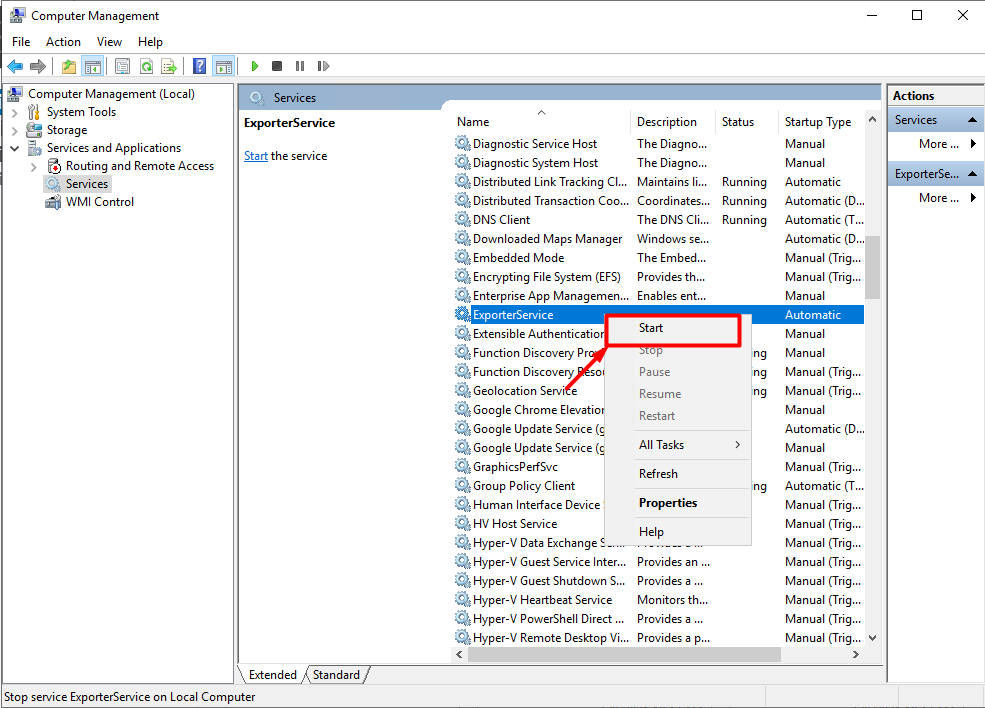 Computer Management
File Action View Help
Computer Management (Local)
System Tools
Storage
Services and Applications
Routing and Remote Access
Services
WMI Control
Services
ExporterService
Start the service
Name Description Status Startup Type
Diagnostic Service Host The Diagno... Manual
Diagnostic System Host The Diagno... Manual
Distributed Link Tracking Cl... Maintains li... Running Automatic
Distributed Transaction Coo... Coordinates... Running Automatic (D...
DNS Client The DNS Cli... Running Automatic (T...
Downloaded Maps Manager Windows se... Automatic (D...
Embedded Mode The Embed... Manual (Trig...
Encrypting File System (EFS) Provides th... Manual (Trig...
Enterprise App Managemen... Enables ent... Manual
ExporterService Automatic
Extensible Authentication Manual
Function Discovery Pro ng Manual
Function Discovery Resou ng Manual (Trig...
Geolocation Service ng Manual (Trig...
Google Chrome Elevation Manual
Google Update Service (g Automatic (D...
Google Update Service (g Manual
GraphicsPerfSvc Manual (Trig...
Group Policy Client ng Automatic (T...
Human Interface Device Manual (Trig...
HV Host Service Manual (Trig...
Hyper-V Data Exchange Manual (Trig...
Hyper-V Guest Service Inter... Provides an ... Manual (Trig...
Hyper-V Guest Shutdown S... Provides a ... Manual (Trig...
Hyper-V Heartbeat Service Monitors th... Manual (Trig...
Hyper-V PowerShell Direct ... Provides a ... Manual (Trig...
Hyper-V Remote Desktop Vi... Provides a p... Manual (Trig...
Start
Stop
Pause
Resume
Restart
All Tasks
Refresh
Properties
Help
Extended Standard
Actions
Services
More ...
ExporterSe...
More ...
Stop service ExporterService on Local Computer